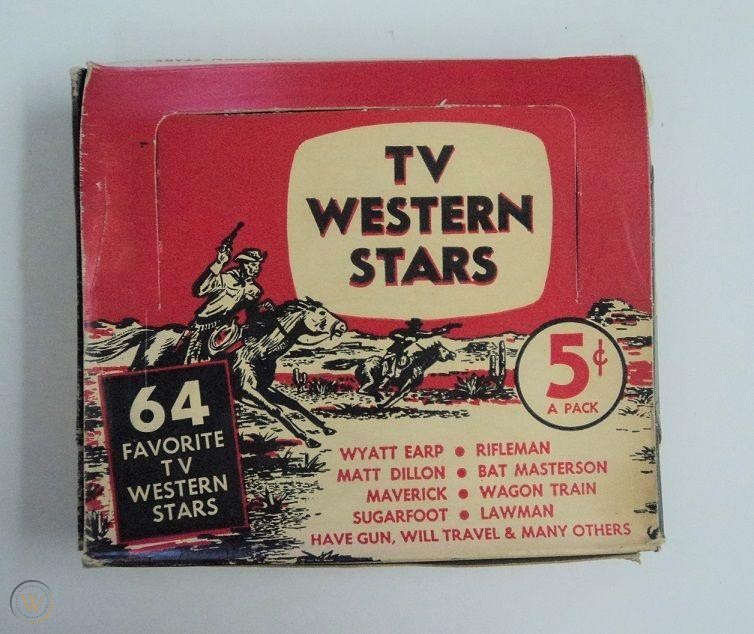 TV
WESTERN
STARS
5¢
A PACK
64
FAVORITE
TV
WESTERN
STARS
WYATT EARP • RIFLEMAN
MATT DILLON • BAT MASTERSON
MAVERICK • WAGON TRAIN
SUGARFOOT • LAWMAN
HAVE GUN, WILL TRAVEL & MANY OTHERS